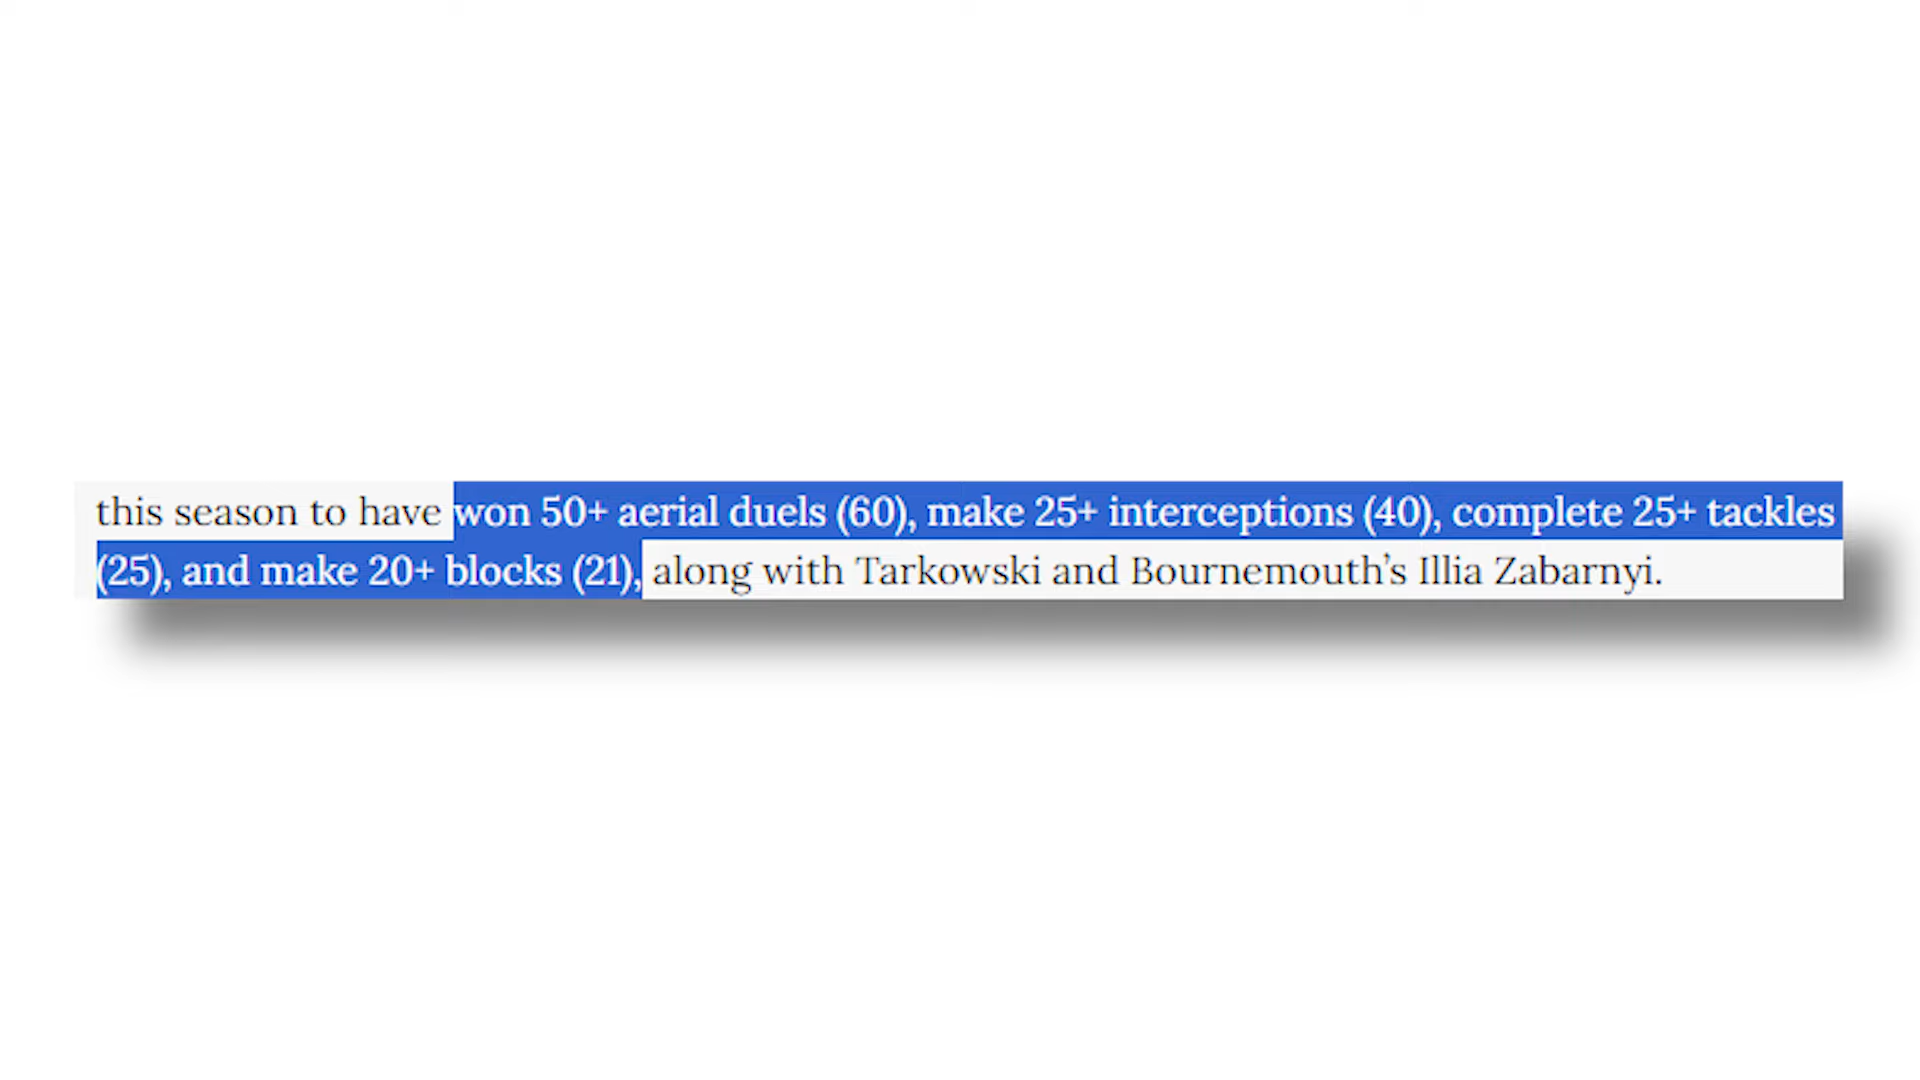 this season to have won 50+ aerial duels (60), make 25+ interceptions (40), complete 25+ tackles
(25), and make 20+ blocks (21), along with Tarkowski and Bournemouth’s Illia Zabarnyi.